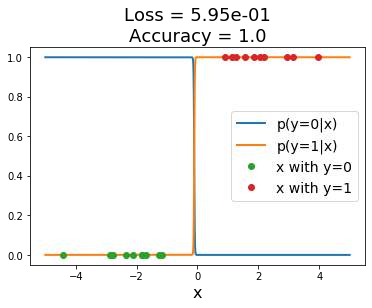 Loss = 5.95e-01
Accuracy = 1.0
1.0
0.8
0.6
0.4
0.2
0.0
p(y=0|x)
p(y=1|x)
x with y=0
x with y=1
−4 −2 0 2 4
x